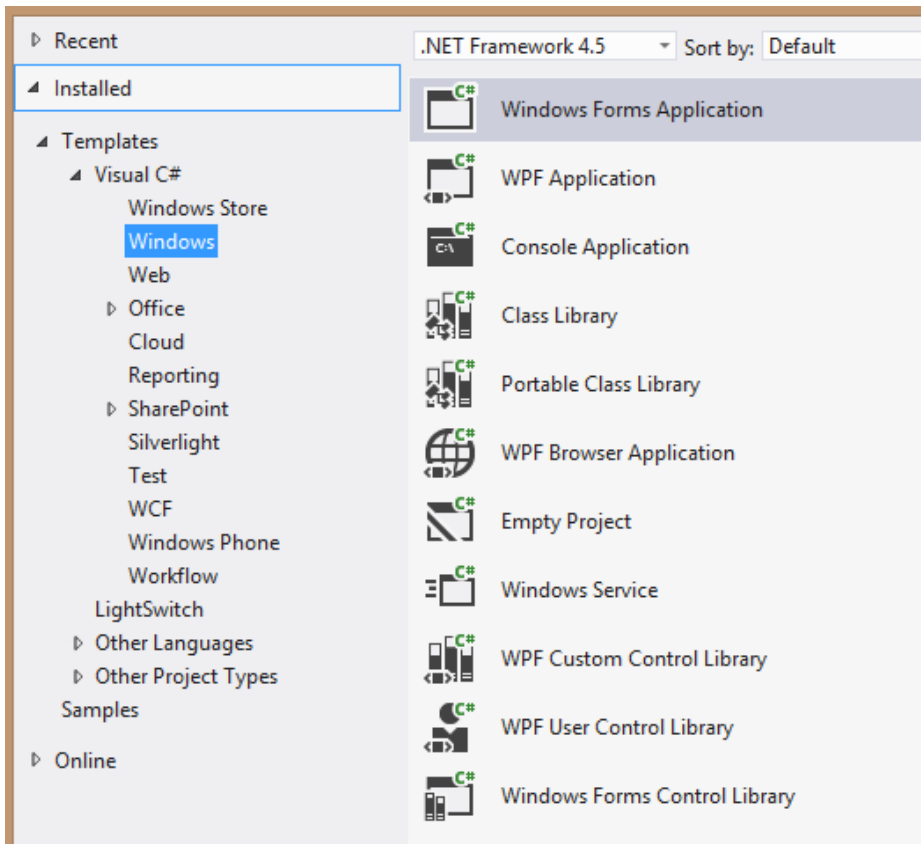 Recent
Installed
Templates
Visual C#
Windows Store
Windows
Web
Office
Cloud
Reporting
SharePoint
Silverlight
Test
WCF
Windows Phone
Workflow
LightSwitch
Other Languages
Other Project Types
Samples
Online
.NET Framework 4.5 Sort by: Default
C# Windows Forms Application
C# WPF Application
C# C:\ Console Application
C# Class Library
C# Portable Class Library
C# WPF Browser Application
C# Empty Project
C# Windows Service
C# WPF Custom Control Library
C# WPF User Control Library
C# Windows Forms Control Library